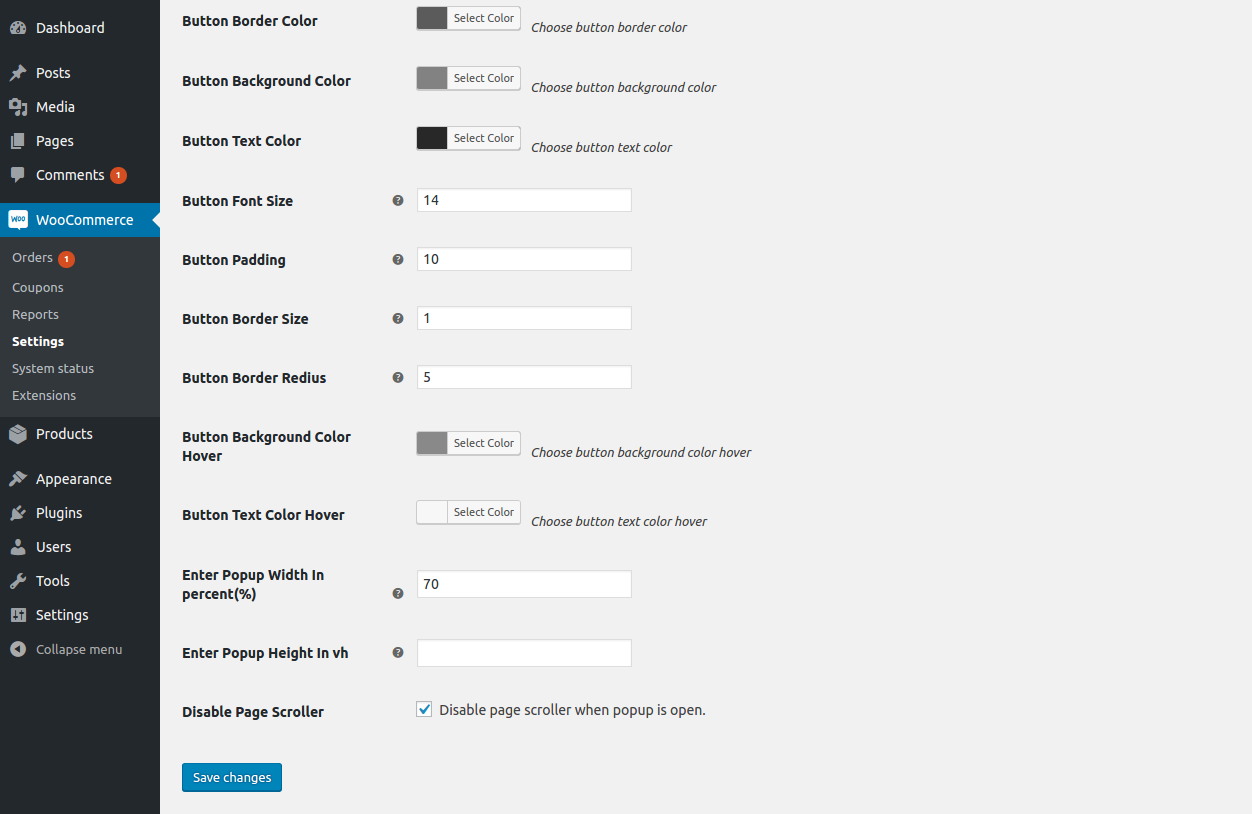 Dashboard
Posts
Media
Pages
Comments 1
woo WooCommerce
Orders 1
Coupons
Reports
Settings
System status
Extensions
Products
Appearance
Plugins
Users
Tools
Settings
Collapse menu
Button Border Color Select Color Choose button border color
Button Background Color Select Color Choose button background color
Button Text Color Select Color Choose button text color
Button Font Size ? 14
Button Padding ? 10
Button Border Size ? 1
Button Border Redius ? 5
Button Background Color
Hover Select Color Choose button background color hover
Button Text Color Hover Select Color Choose button text color hover
Enter Popup Width In
percent(%) ? 70
Enter Popup Height In vh ?
Disable Page Scroller Disable page scroller when popup is open.
Save changes